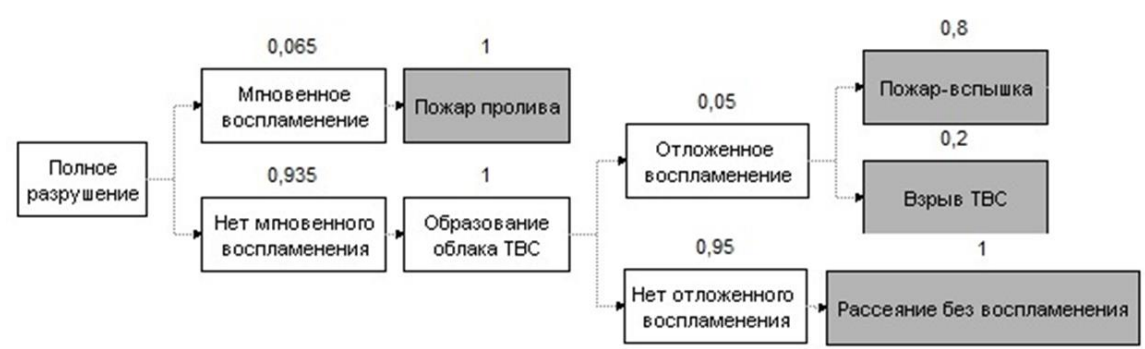 0,8
0,065
1
Мгновенное
воспламенение
Пожар пролива
Пожар-вспышка
0,05
0,2
Отложенное
воспламенение
Полное
разрушение
0,935
1
Взрыв ТВС
Нет мгновенного
воспламенения
Образование
облака ТВС
0,95
1
Нет отложенного
воспламенения
Рассеяние без воспламенения